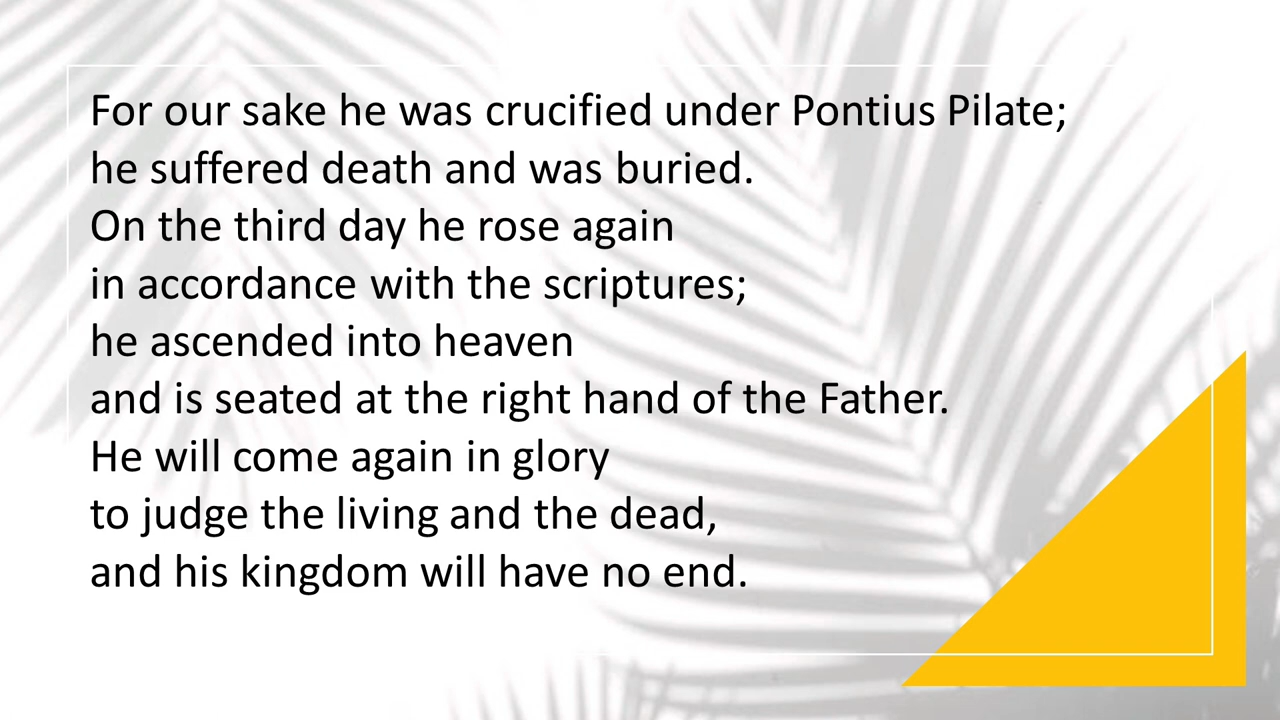 For our sake he was crucified under Pontius Pilate;
he suffered death and was buried.
On the third day he rose again
in accordance with the scriptures;
he ascended into heaven
and is seated at the right hand of the Father.
He will come again in glory
to judge the living and the dead,
and his kingdom will have no end.